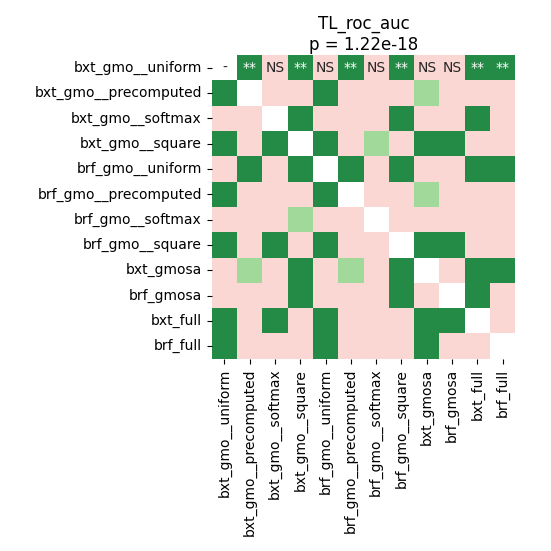 TL_roc_auc
p = 1.22e-18
bxt_gmo__uniform - ** NS ** NS ** NS ** NS NS ** **
bxt_gmo__precomputed
bxt_gmo__softmax
bxt_gmo__square
brf_gmo__uniform
brf_gmo__precomputed
brf_gmo__softmax
brf_gmo__square
bxt_gmosa
brf_gmosa
bxt_full
brf_full
bxt_gmo__uniform
bxt_gmo__precomputed
bxt_gmo__softmax
bxt_gmo__square
brf_gmo__uniform
brf_gmo__precomputed
brf_gmo__softmax
brf_gmo__square
bxt_gmosa
brf_gmosa
bxt_full
brf_full